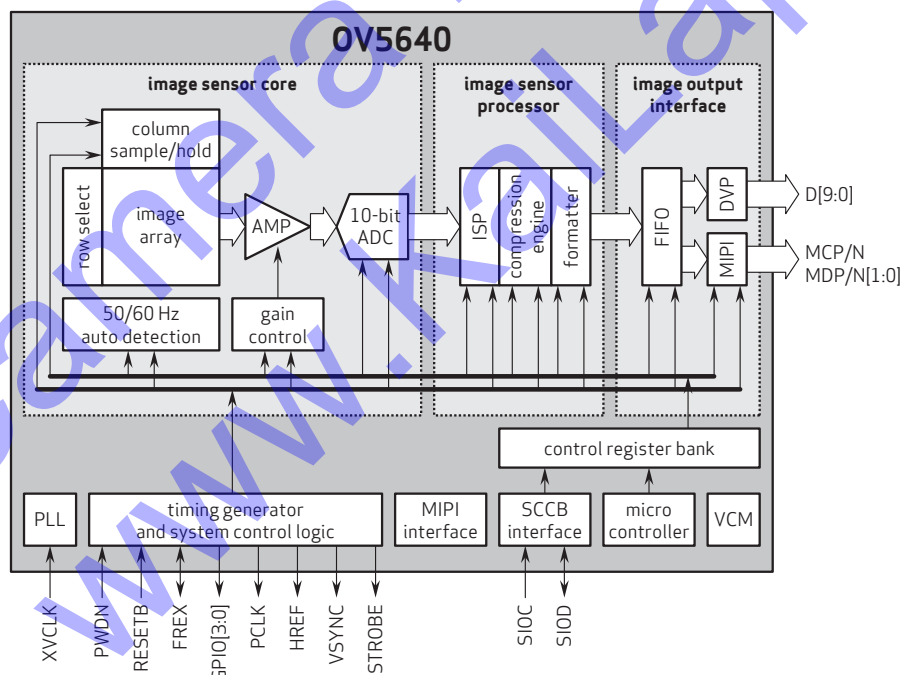 OV5640
image sensor core
image sensor
processor
image output
interface
column
sample/hold
row select
image
array
AMP
10-bit
ADC
ISP
compression
engine
formatter
FIFO
DVP
MIPI
D[9:0]
MCP/N
MDP/N[1:0]
50/60 Hz
auto detection
gain
control
control register bank
PLL
timing generator
and system control logic
MIPI
interface
SCCB
interface
micro
controller
VCM
XVCLK
PWDN
RESETB
FREX
GPIO[3:0]
PCLK
HREF
VSYNC
STROBE
SIOC
SIOD
camera
www.KaiLa